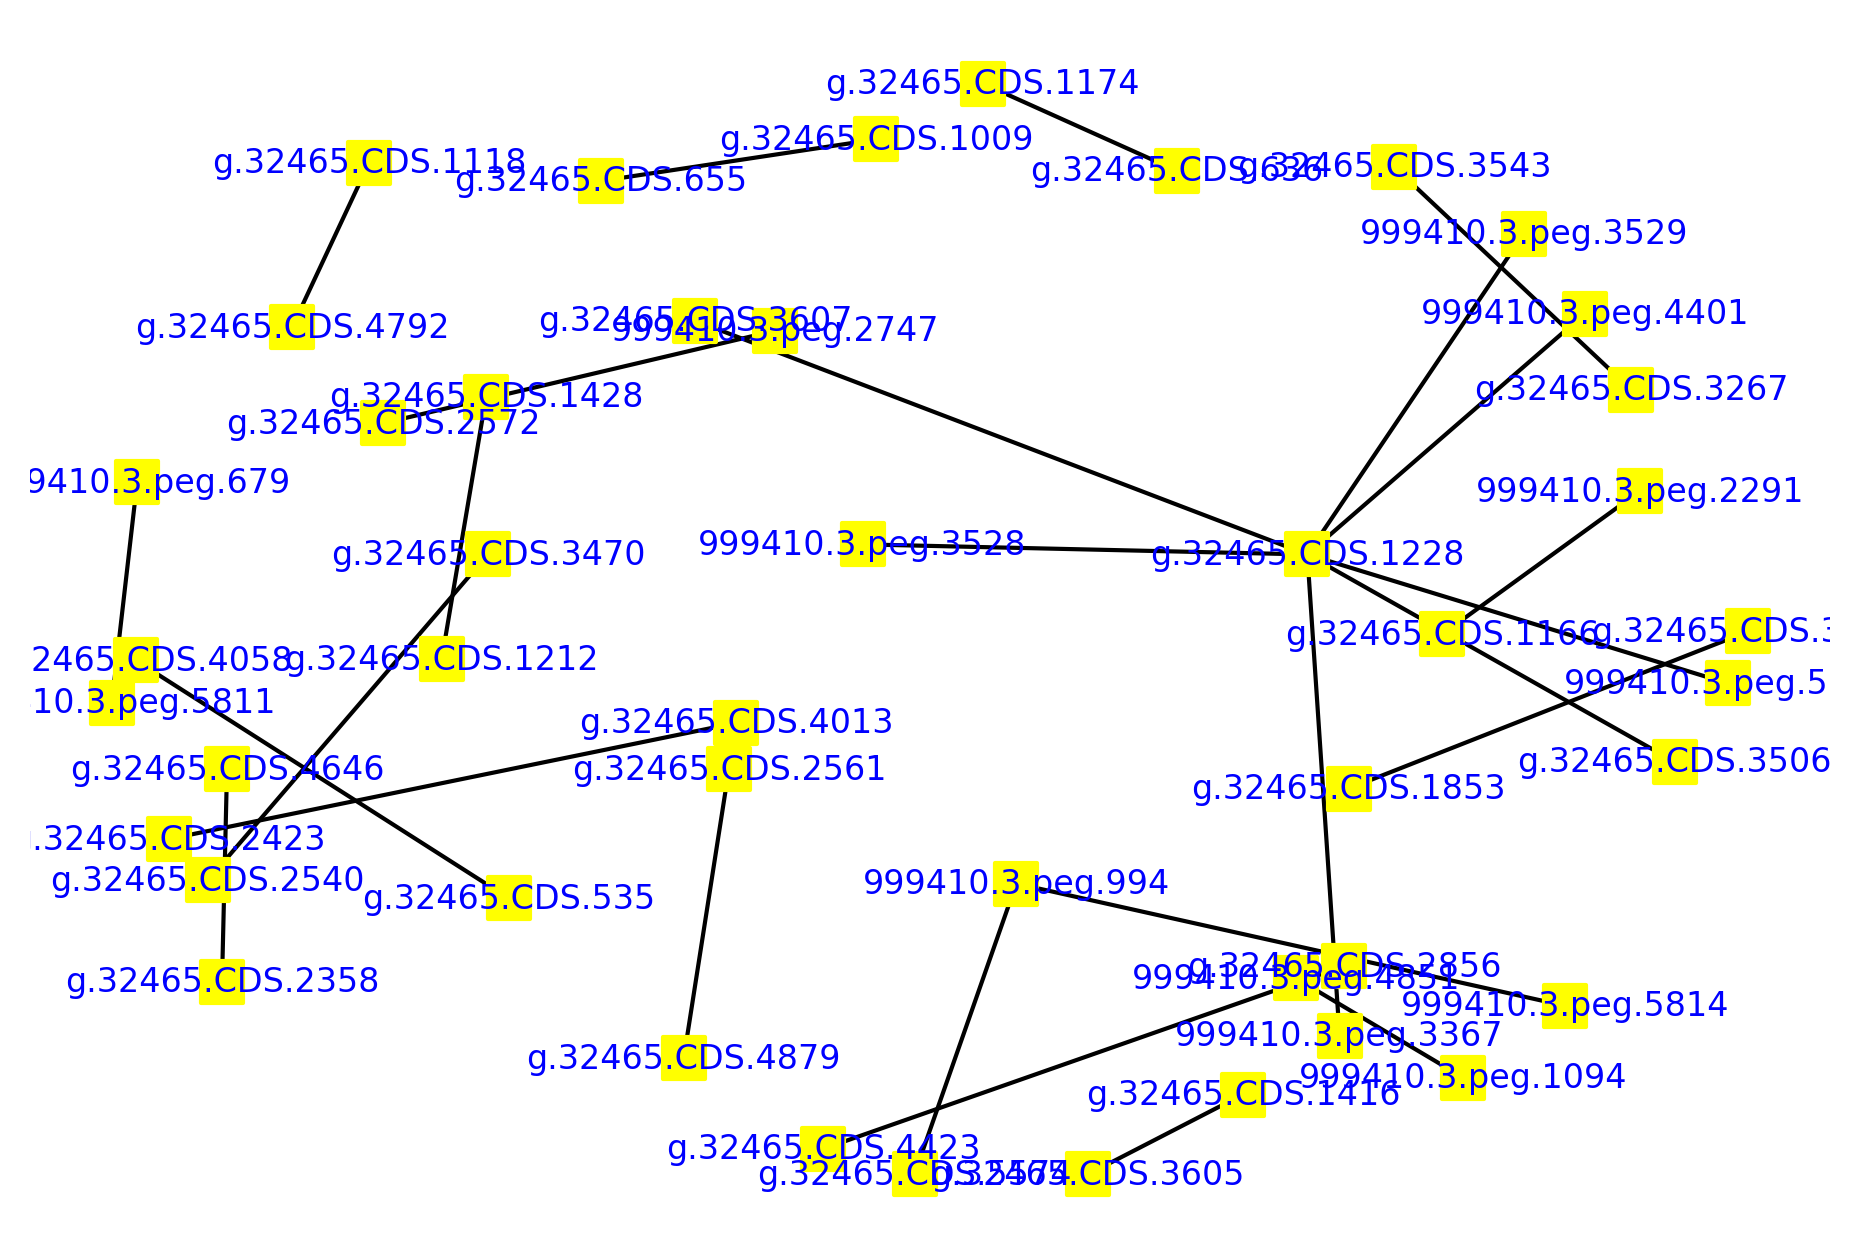 g.32465.CDS.1174
g.32465.CDS.1009
g.32465.CDS.1118
g.32465.CDS.655
g.32465.CDS.636
g.32465.CDS.3543
999410.3.peg.3529
999410.3.peg.4401
g.32465.CDS.3607
999410.3.peg.2747
g.32465.CDS.4792
g.32465.CDS.1428
g.32465.CDS.3267
g.32465.CDS.2572
9410.3.peg.679
999410.3.peg.2291
999410.3.peg.3528
g.32465.CDS.3470
g.32465.CDS.1228
g.32465.CDS.1166
g.32465.CDS.3
2465.CDS.4058
g.32465.CDS.1212
999410.3.peg.5
10.3.peg.5811
g.32465.CDS.4013
g.32465.CDS.4646
g.32465.CDS.2561
g.32465.CDS.3506
g.32465.CDS.1853
.32465.CDS.2423
g.32465.CDS.2540
g.32465.CDS.535
999410.3.peg.994
g.32465.CDS.2856
999410.3.peg.4851
g.32465.CDS.2358
999410.3.peg.5814
999410.3.peg.3367
g.32465.CDS.4879
999410.3.peg.1094
g.32465.CDS.1416
g.32465.CDS.4423
g.32465.CDS.3605